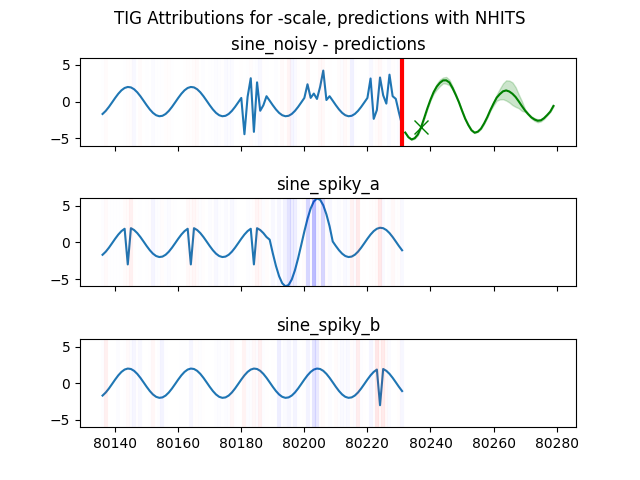 TIG Attributions for -scale, predictions with NHITS
sine_noisy - predictions
5
0
−5
sine_spiky_a
5
0
−5
sine_spiky_b
5
0
−5
80140 80160 80180 80200 80220 80240 80260 80280